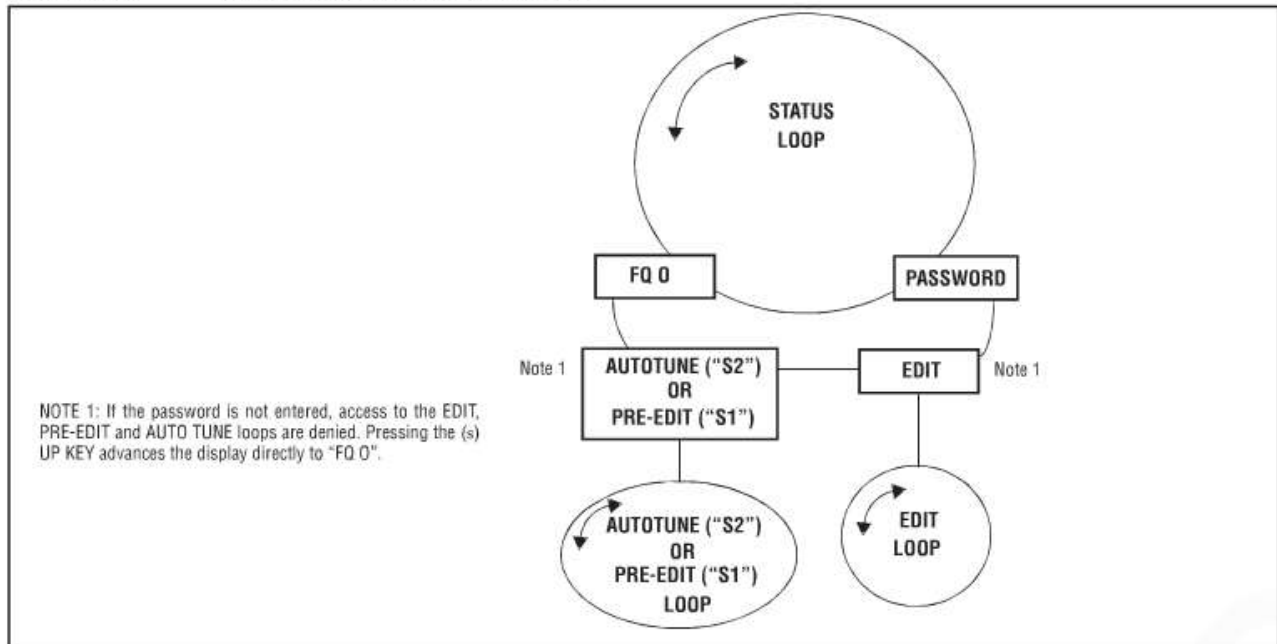 STATUS
LOOP
FQ 0
PASSWORD
Note 1
AUTOTUNE ("S2")
OR
PRE-EDIT ("S1")
EDIT
Note 1
NOTE 1: If the password is not entered, access to the EDIT,
PRE-EDIT and AUTO TUNE loops are denied. Pressing the (s)
UP KEY advances the display directly to "FQ 0".
AUTOTUNE ("S2")
OR
PRE-EDIT ("S1")
LOOP
EDIT
LOOP